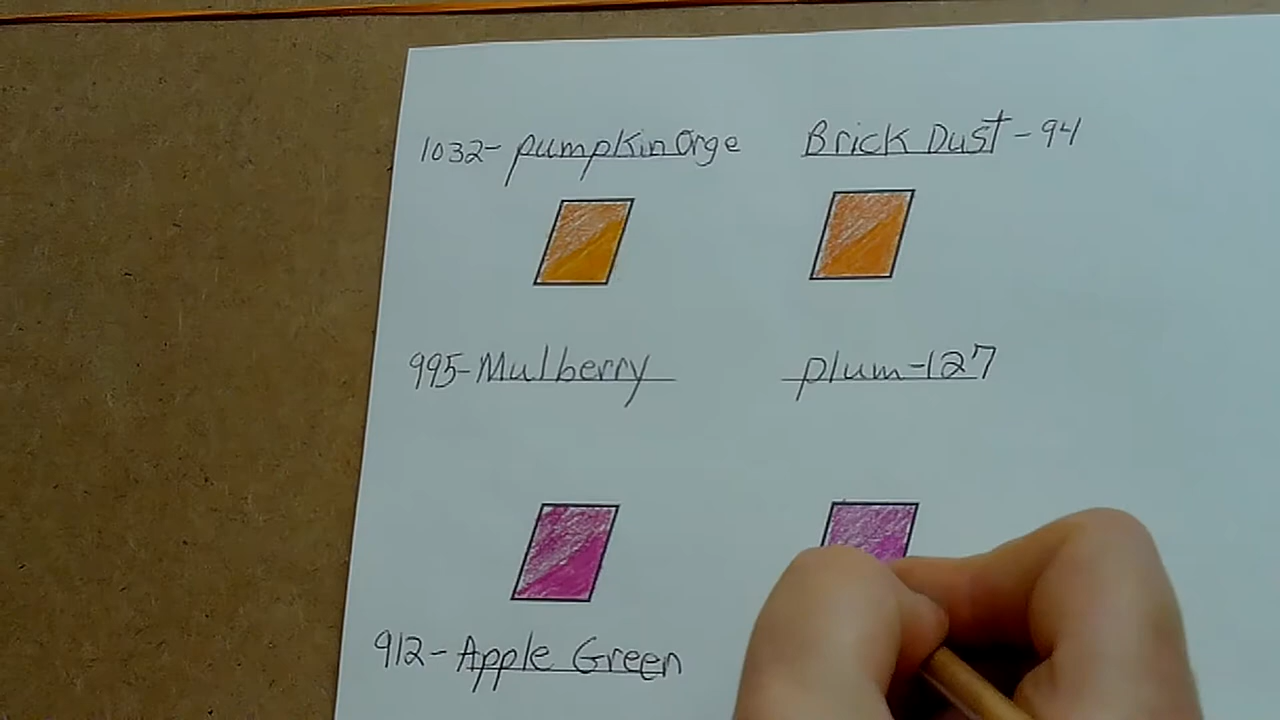 1032- pumpkin Orge
Brick Dust - 94
995- Mulberry
plum-127
912- Apple Green